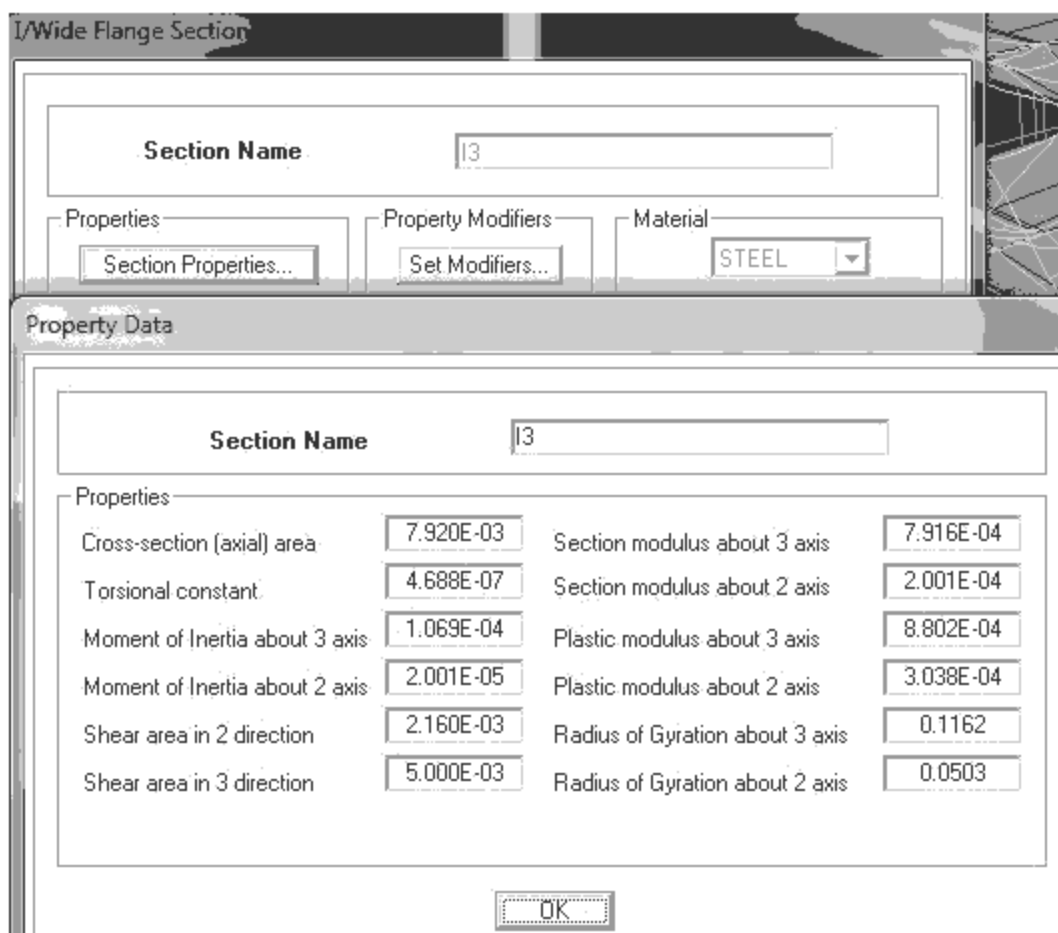 I/Wide Flange Section
Section Name I3
Properties Property Modifiers Material
Section Properties... Set Modifiers... STEEL
Property Data
Section Name I3
Properties
Cross-section (axial) area 7.920E-03 Section modulus about 3 axis 7.916E-04
Torsional constant 4.688E-07 Section modulus about 2 axis 2.001E-04
Moment of Inertia about 3 axis 1.069E-04 Plastic modulus about 3 axis 8.802E-04
Moment of Inertia about 2 axis 2.001E-05 Plastic modulus about 2 axis 3.038E-04
Shear area in 2 direction 2.160E-03 Radius of Gyration about 3 axis 0.1162
Shear area in 3 direction 5.000E-03 Radius of Gyration about 2 axis 0.0503
OK